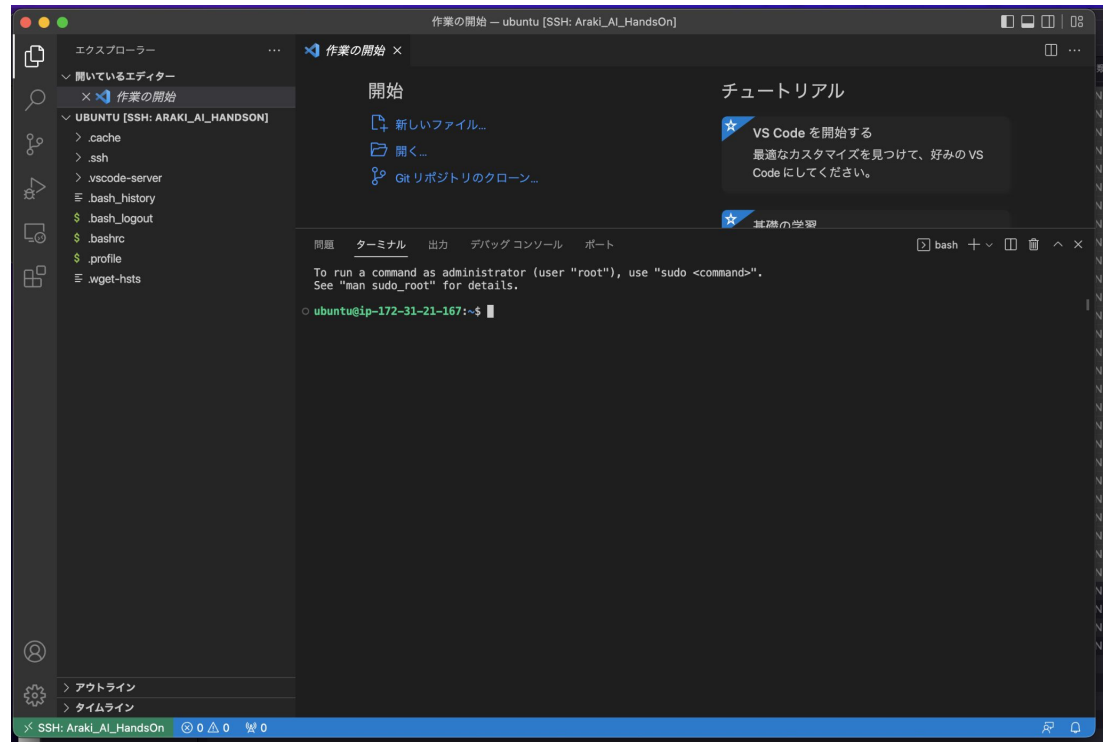 作業の開始 — ubuntu [SSH: Araki_AI_HandsOn]
エクスプローラー
作業の開始
開いているエディター
作業の開始
UBUNTU [SSH: ARAKI_AI_HANDSON]
.cache
.ssh
.vscode-server
.bash_history
$ .bash_logout
$ .bashrc
$ .profile
.wget-hsts
アウトライン
タイムライン
開始
新しいファイル...
開く...
Git リポジトリのクローン...
チュートリアル
VS Code を開始する
最適なカスタマイズを見つけて、好みの VS
Code にしてください。
基礎の学習
問題 ターミナル 出力 デバッグ コンソール ポート
bash
To run a command as administrator (user "root"), use "sudo <command>".
See "man sudo_root" for details.
ubuntu@ip-172-31-21-167:~$
SSH: Araki_AI_HandsOn 0 0 0